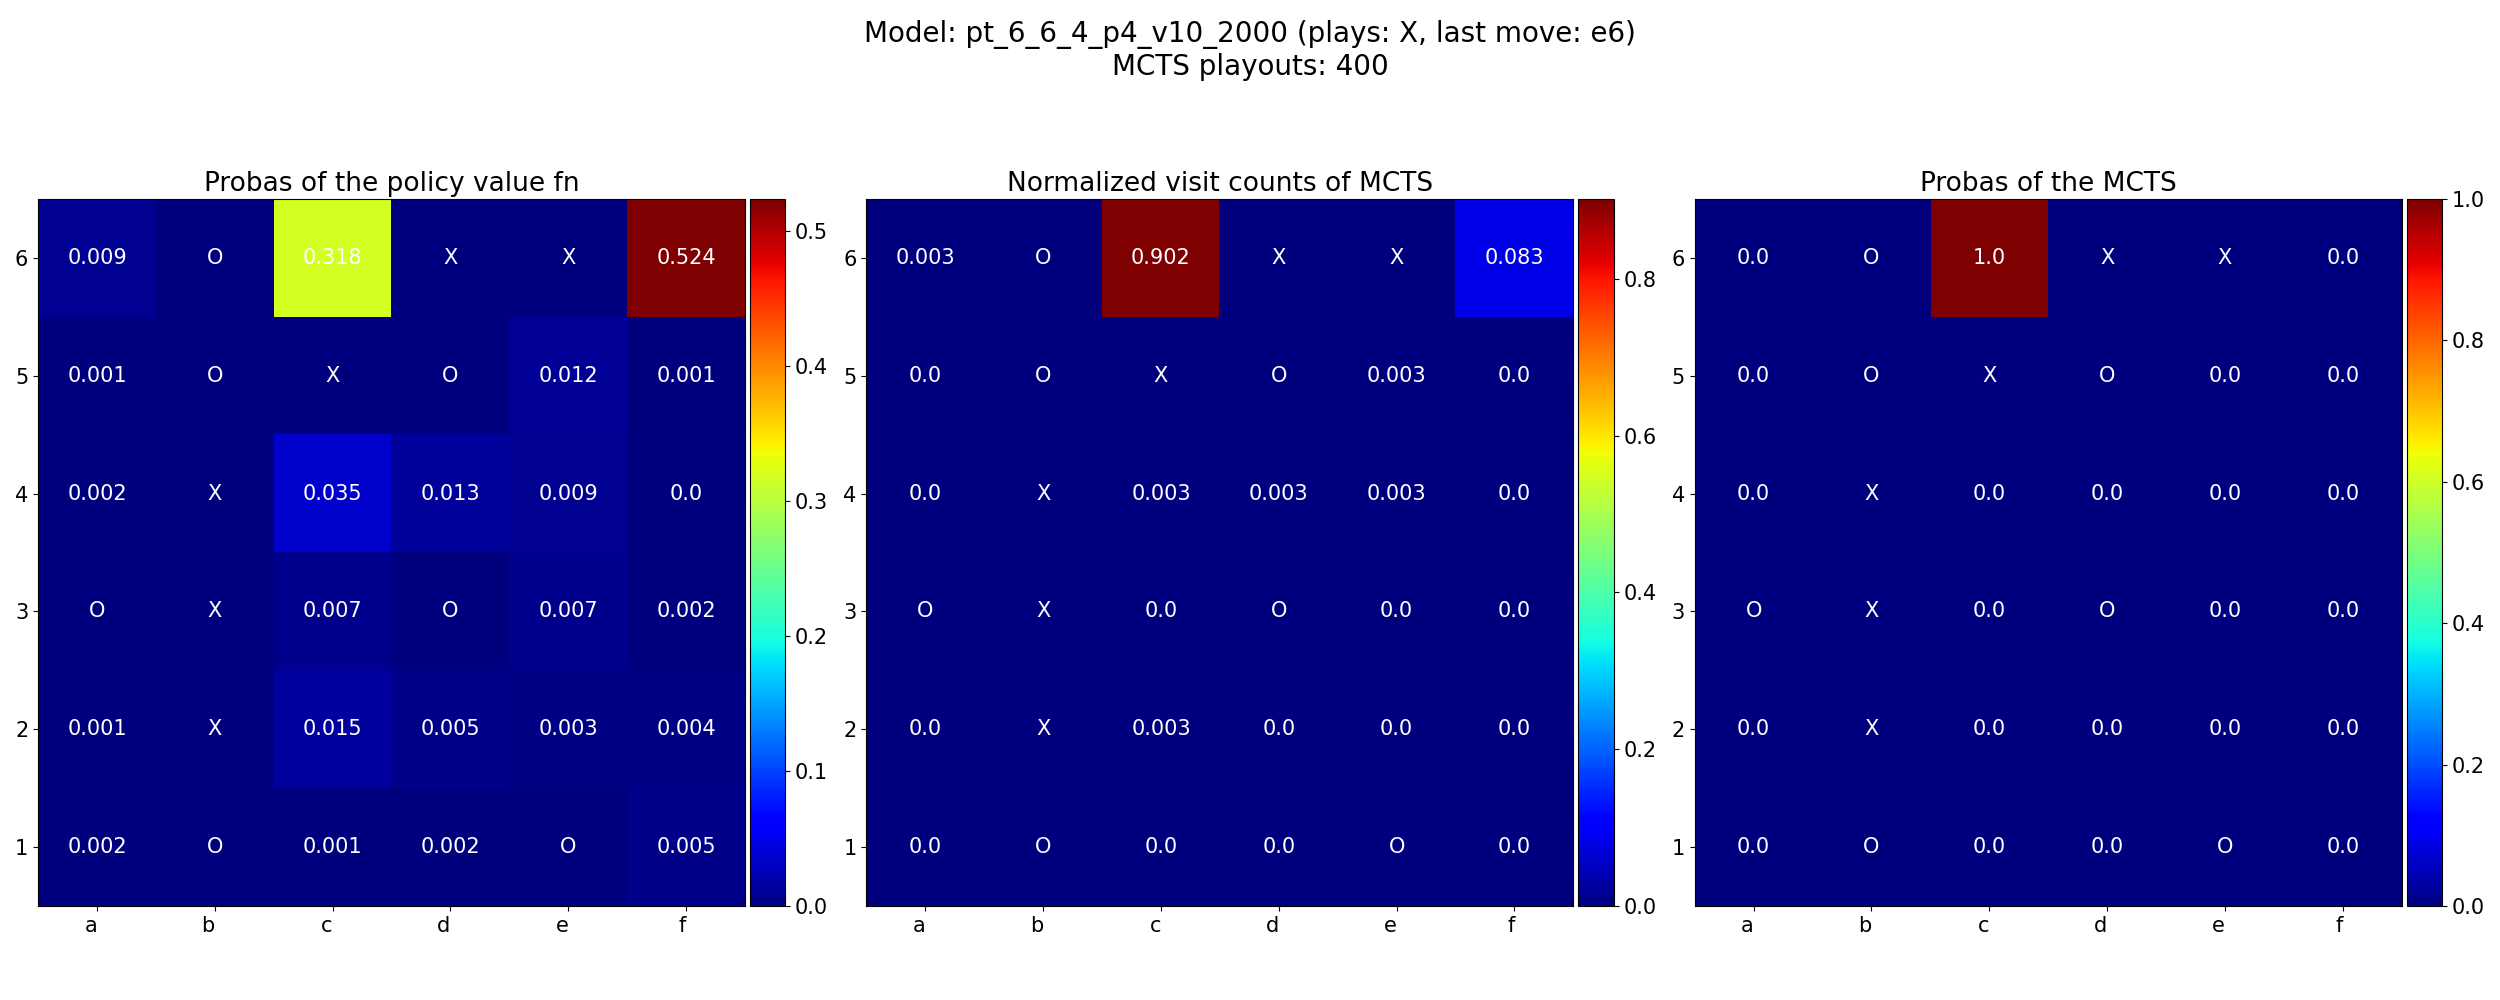 Model: pt_6_6_4_p4_v10_2000 (plays: X, last move: e6)
MCTS playouts: 400
Probas of the policy value fn
6 0.009 O 0.318 X X 0.524
5 0.001 O X O 0.012 0.001
4 0.002 X 0.035 0.013 0.009 0.0
3 O X 0.007 O 0.007 0.002
2 0.001 X 0.015 0.005 0.003 0.004
1 0.002 O 0.001 0.002 O 0.005
a b c d e f
0.5
0.4
0.3
0.2
0.1
0.0
Normalized visit counts of MCTS
6 0.003 O 0.902 X X 0.083
5 0.0 O X O 0.003 0.0
4 0.0 X 0.003 0.003 0.003 0.0
3 O X 0.0 O 0.0 0.0
2 0.0 X 0.003 0.0 0.0 0.0
1 0.0 O 0.0 0.0 O 0.0
a b c d e f
0.8
0.6
0.4
0.2
0.0
Probas of the MCTS
6 0.0 O 1.0 X X 0.0
5 0.0 O X O 0.0 0.0
4 0.0 X 0.0 0.0 0.0 0.0
3 O X 0.0 O 0.0 0.0
2 0.0 X 0.0 0.0 0.0 0.0
1 0.0 O 0.0 0.0 O 0.0
a b c d e f
1.0
0.8
0.6
0.4
0.2
0.0